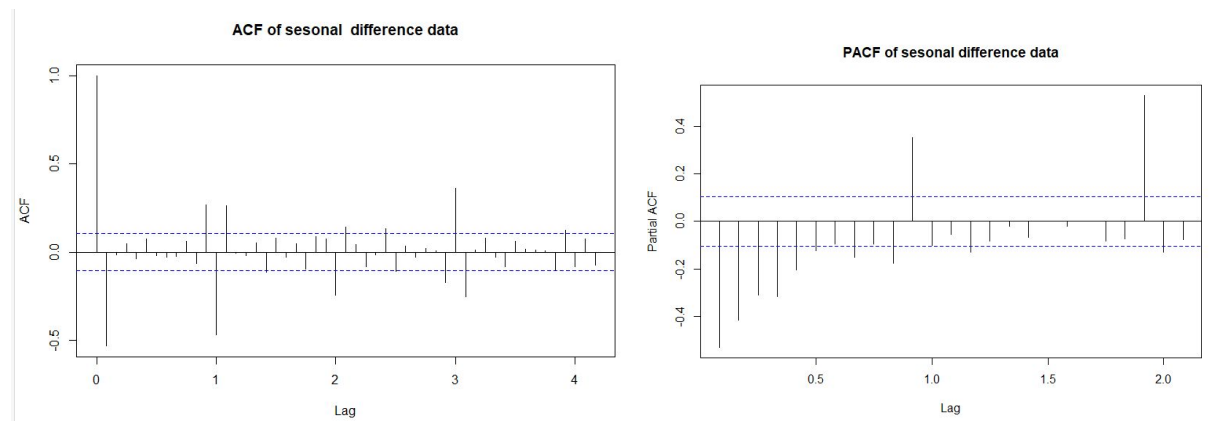 ACF of sesonal difference data
ACF
1.0
0.5
0.0
-0.5
0 1 2 3 4
Lag
PACF of sesonal difference data
Partial ACF
0.4
0.2
0.0
-0.2
-0.4
0.5 1.0 1.5 2.0
Lag